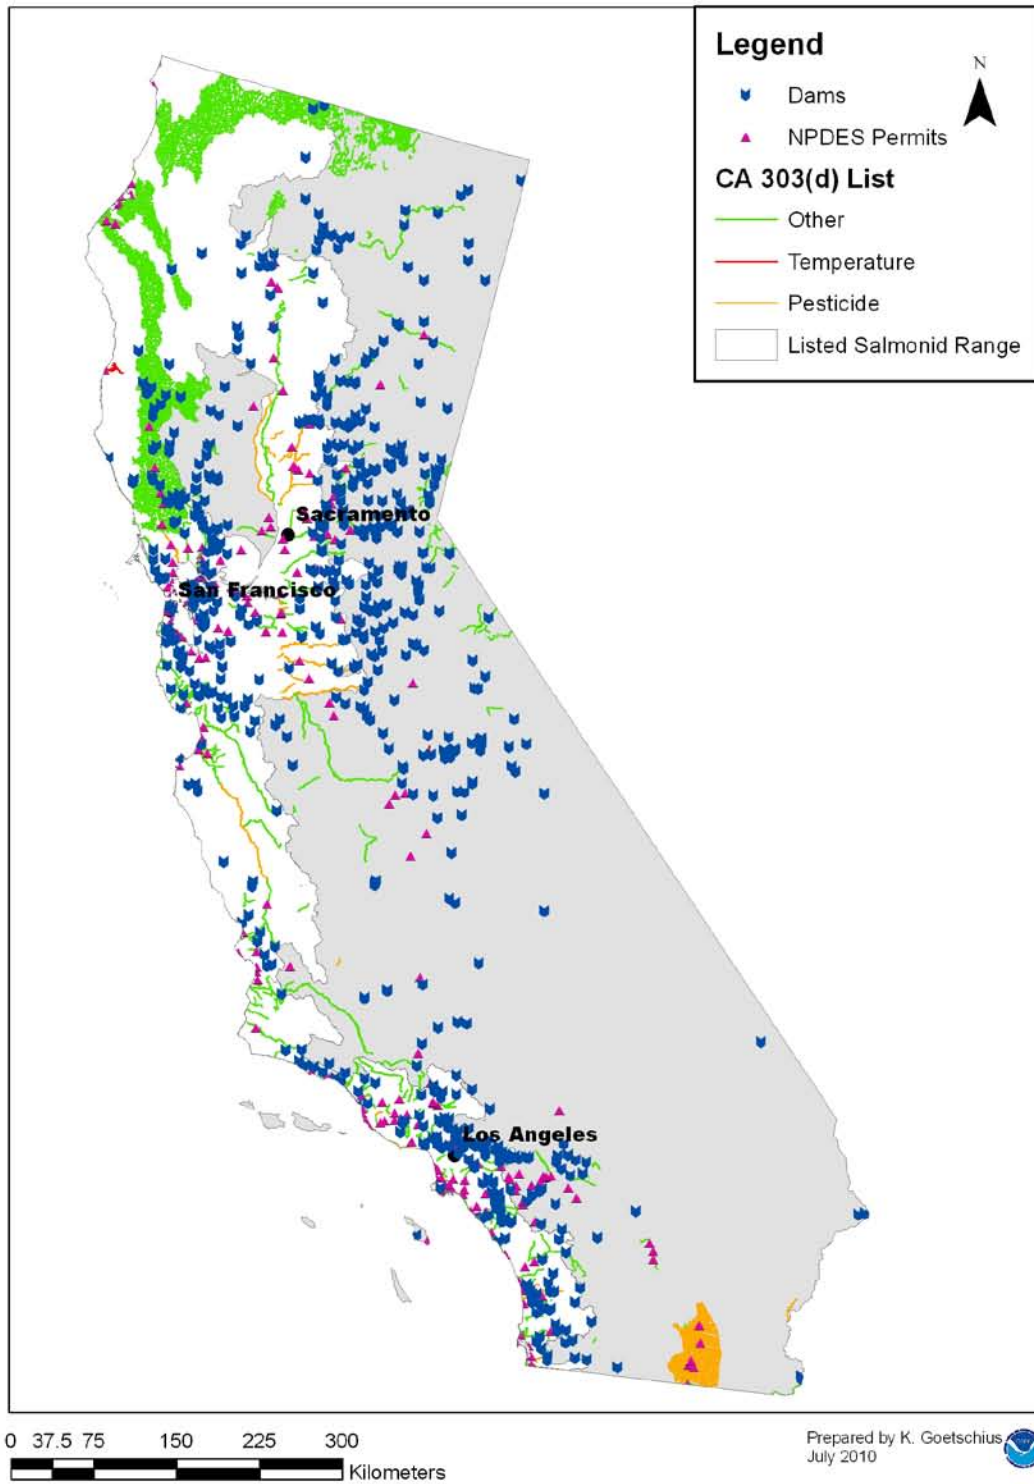 Legend
N
Dams
NPDES Permits
CA 303(d) List
Other
Temperature
Pesticide
Listed Salmonid Range
Sacramento
San Francisco
Los Angeles
0 37.5 75 150 225 300
Kilometers
Prepared by K. Goetschius
July 2010